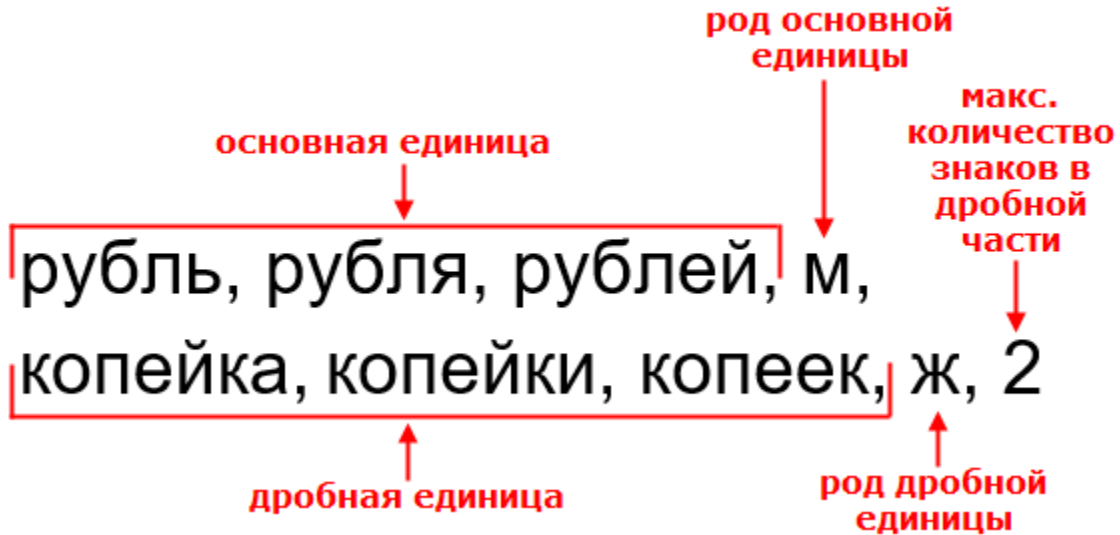 род основной
единицы
макс.
количество
знаков в
дробной
части
основная единица
рубль, рубля, рублей, м,
копейка, копейки, копеек, ж, 2
дробная единица
род дробной
единицы